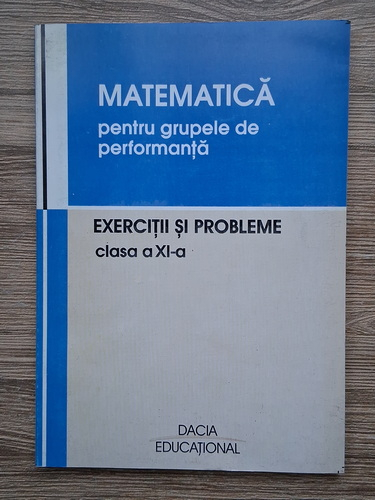 MATEMATICĂ
pentru grupele de
performanță
EXERCIȚII ȘI PROBLEME
clasa a XI-a
DACIA
EDUCAȚIONAL